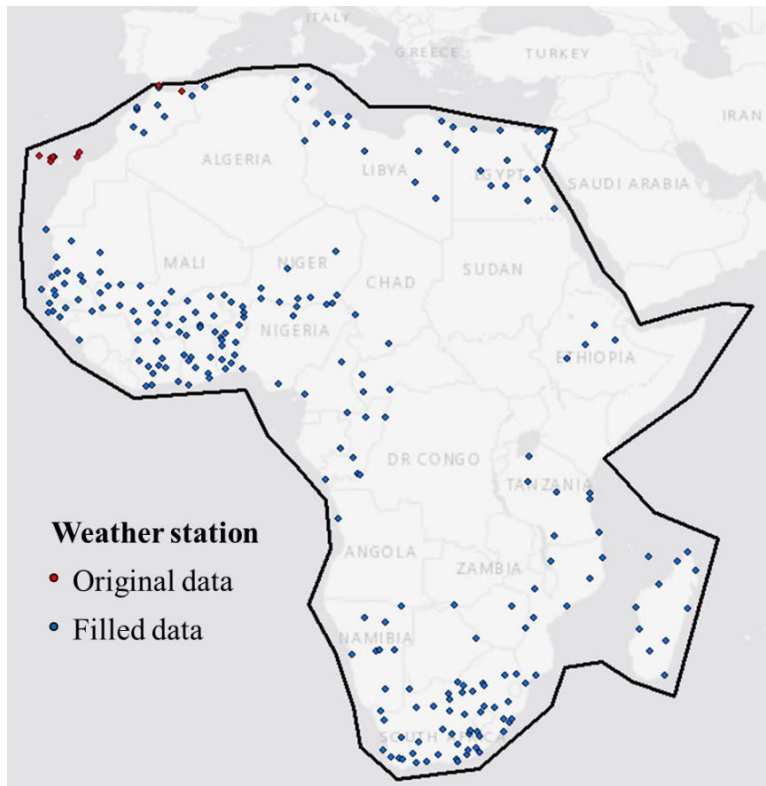 ITALY
GREECE
TURKEY
IRAN
ALGERIA
LIBYA
EGYPT
SAUDI ARABIA
MALI
NIGER
CHAD
SUDAN
NIGERIA
ETHIOPIA
DR CONGO
TANZANIA
Weather station
Original data
Filled data
ANGOLA
ZAMBIA
NAMIBIA
SOUTH AFRICA